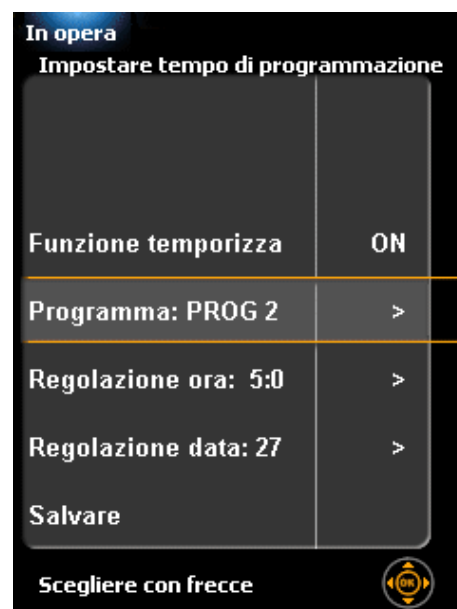 In opera
Impostare tempo di programmazione
Funzione temporizza ON
Programma: PROG 2 >
Regolazione ora: 5:0 >
Regolazione data: 27 >
Salvare
Scegliere con frecce OK